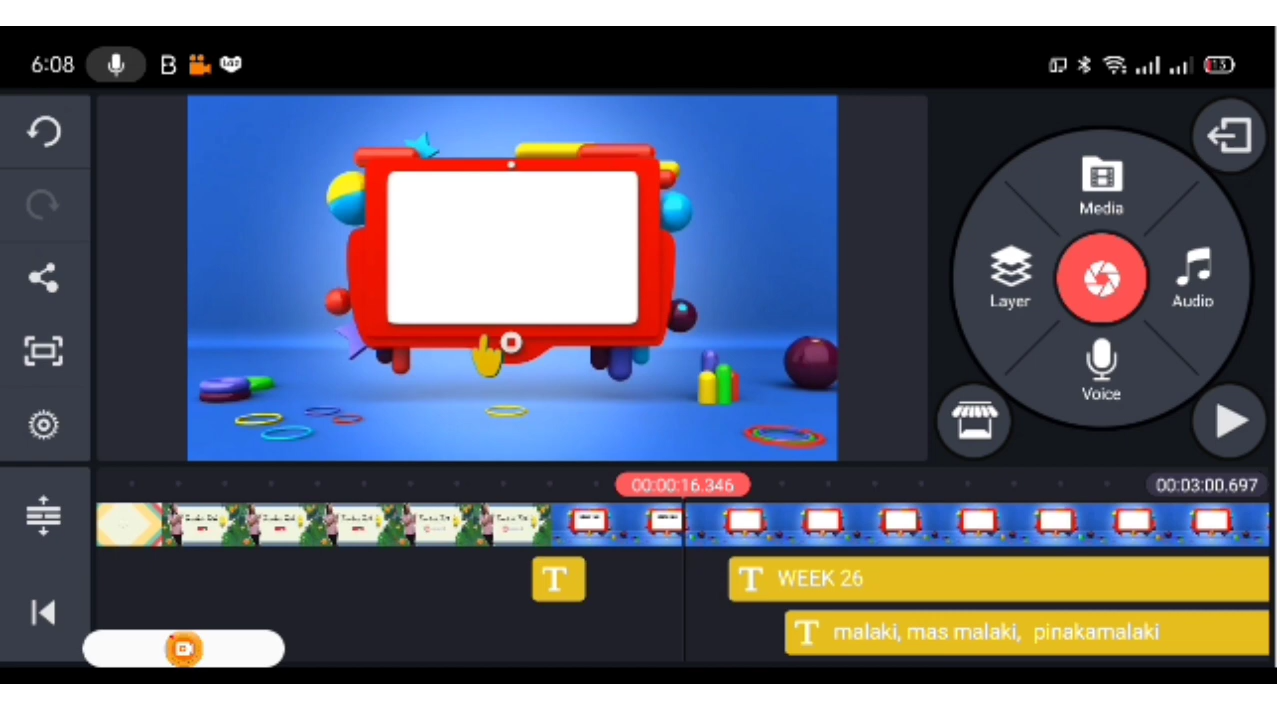 6:08 B 13
Media
Layer
Audio
Voice
00:00:16.346
00:03:00.697
T
T WEEK 26
T malaki, mas malaki, pinakamalaki